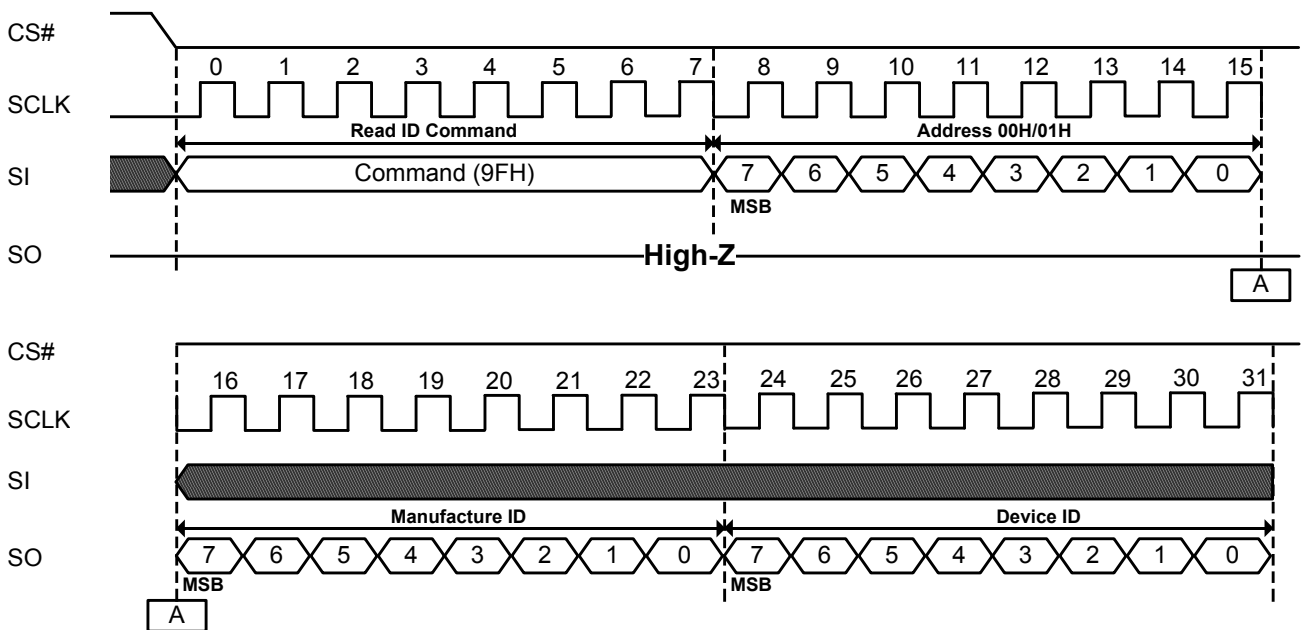 CS#
0 1 2 3 4 5 6 7 8 9 10 11 12 13 14 15
SCLK
Read ID Command Address 00H/01H
SI Command (9FH) 7 6 5 4 3 2 1 0
MSB
SO High-Z
A
CS#
16 17 18 19 20 21 22 23 24 25 26 27 28 29 30 31
SCLK
SI
Manufacture ID Device ID
SO 7 6 5 4 3 2 1 0 7 6 5 4 3 2 1 0
MSB MSB
A